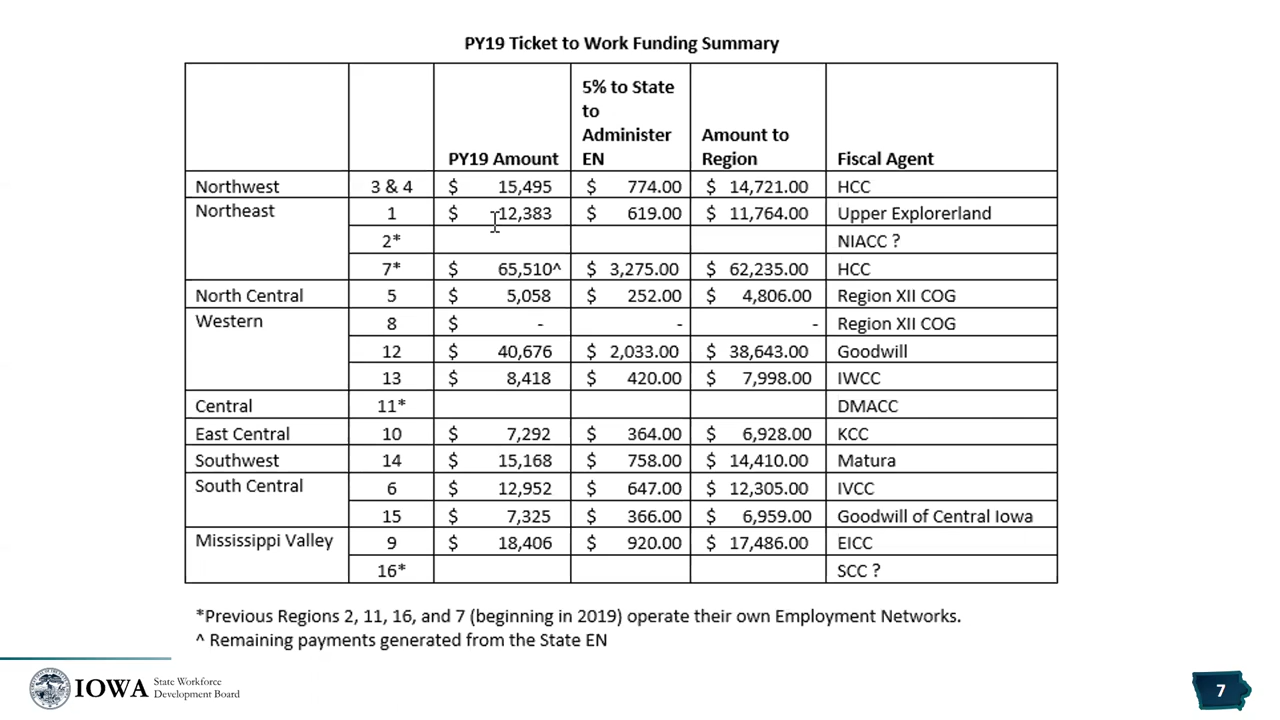 PY19 Ticket to Work Funding Summary
PY19 Amount 5% to State to Administer EN Amount to Region Fiscal Agent
Northwest 3 & 4 $ 15,495 $ 774.00 $ 14,721.00 HCC
Northeast 1 $ 12,383 $ 619.00 $ 11,764.00 Upper Explorerland
2* NIACC ?
7* $ 65,510^ $ 3,275.00 $ 62,235.00 HCC
North Central 5 $ 5,058 $ 252.00 $ 4,806.00 Region XII COG
Western 8 $ - - - Region XII COG
12 $ 40,676 $ 2,033.00 $ 38,643.00 Goodwill
13 $ 8,418 $ 420.00 $ 7,998.00 IWCC
Central 11* DMACC
East Central 10 $ 7,292 $ 364.00 $ 6,928.00 KCC
Southwest 14 $ 15,168 $ 758.00 $ 14,410.00 Matura
South Central 6 $ 12,952 $ 647.00 $ 12,305.00 IVCC
15 $ 7,325 $ 366.00 $ 6,959.00 Goodwill of Central Iowa
Mississippi Valley 9 $ 18,406 $ 920.00 $ 17,486.00 EICC
16* SCC ?
*Previous Regions 2, 11, 16, and 7 (beginning in 2019) operate their own Employment Networks.
^ Remaining payments generated from the State EN
IOWA State Workforce
Development Board
7